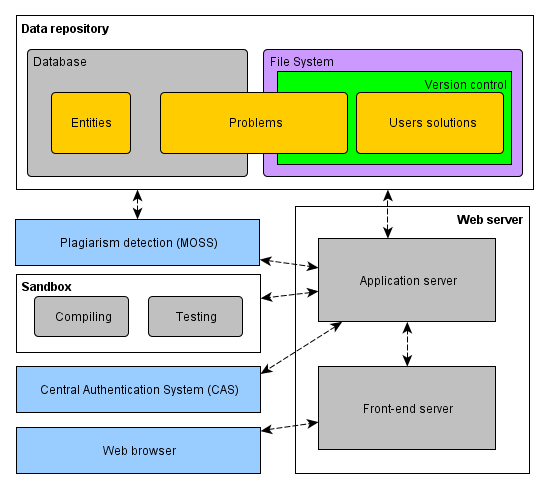 Data repository
Database
File System
Version control
Entities
Problems
Users solutions
Web server
Plagiarism detection (MOSS)
Application server
Sandbox
Compiling
Testing
Central Authentication System (CAS)
Front-end server
Web browser